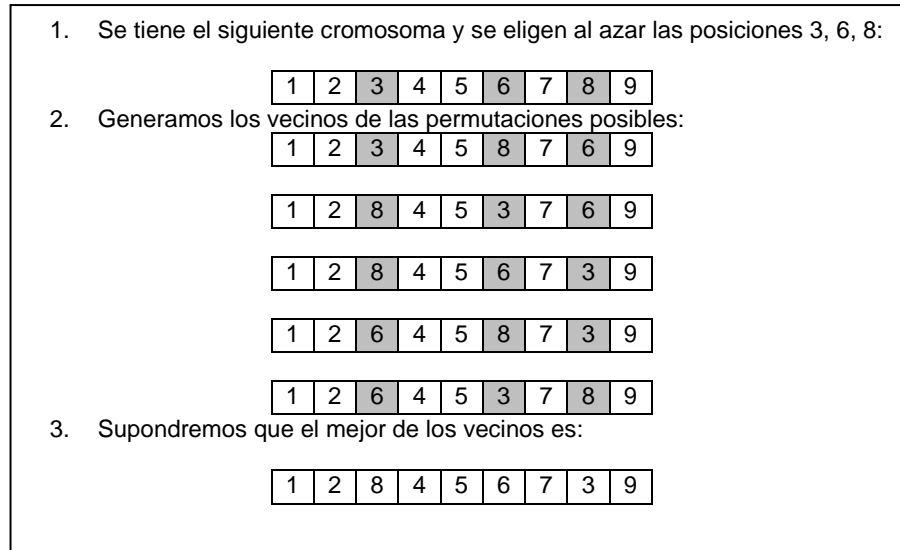 1. Se tiene el siguiente cromosoma y se eligen al azar las posiciones 3, 6, 8:
1 2 3 4 5 6 7 8 9
2. Generamos los vecinos de las permutaciones posibles:
1 2 3 4 5 8 7 6 9
1 2 8 4 5 3 7 6 9
1 2 8 4 5 6 7 3 9
1 2 6 4 5 8 7 3 9
1 2 6 4 5 3 7 8 9
3. Supondremos que el mejor de los vecinos es:
1 2 8 4 5 6 7 3 9